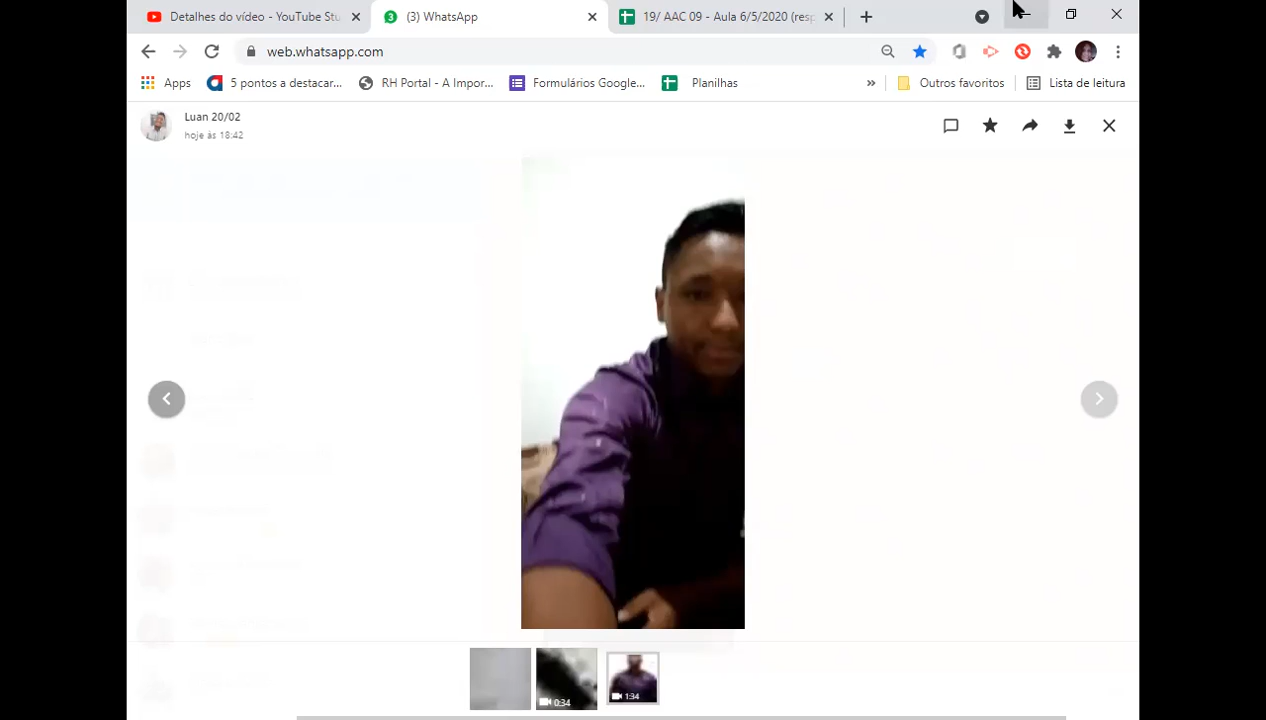 Detalhes do vídeo - YouTube Stu
(3) WhatsApp
19/ AAC 09 - Aula 6/5/2020 (resp
web.whatsapp.com
Apps
5 pontos a destacar...
RH Portal - A Impor...
Formulários Google...
Planilhas
»
Outros favoritos
Lista de leitura
Luan 20/02
hoje às 18:42
0:34
1:34